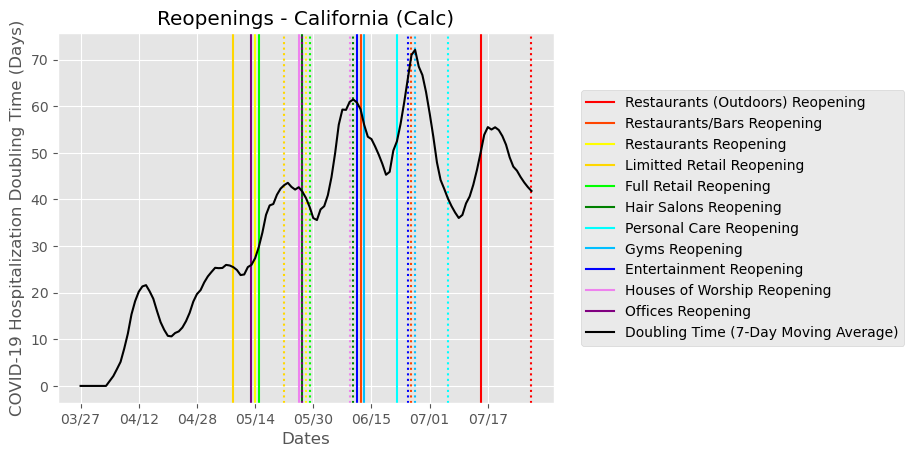 Reopenings - California (Calc)
COVID-19 Hospitalization Doubling Time (Days)
70
60
50
40
30
20
10
0
03/27
04/12
04/28
05/14
05/30
06/15
07/01
07/17
Dates
Restaurants (Outdoors) Reopening
Restaurants/Bars Reopening
Restaurants Reopening
Limitted Retail Reopening
Full Retail Reopening
Hair Salons Reopening
Personal Care Reopening
Gyms Reopening
Entertainment Reopening
Houses of Worship Reopening
Offices Reopening
Doubling Time (7-Day Moving Average)